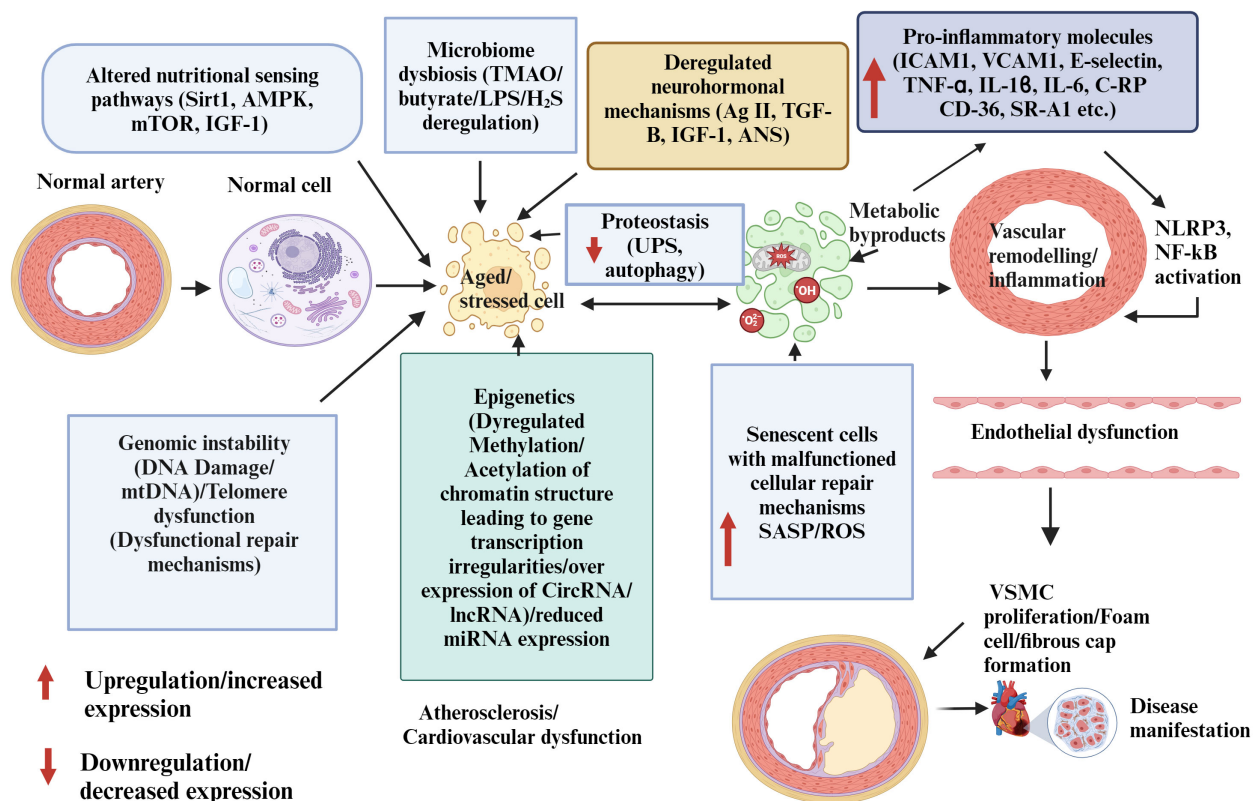 Altered nutritional sensing
pathways (Sirt1, AMPK,
mTOR, IGF-1)
Microbiome
dysbiosis (TMAO/
butyrate/LPS/H₂S
deregulation)
Deregulated
neurohormonal
mechanisms (Ag II, TGF-
B, IGF-1, ANS)
Pro-inflammatory molecules
(ICAM1, VCAM1, E-selectin,
TNF-α, IL-1β, IL-6, C-RP
CD-36, SR-A1 etc.)
Normal artery
Normal cell
Aged/
stressed cell
Proteostasis
(UPS,
autophagy)
Metabolic
byproducts
ROS
•OH
•O₂²⁻
Vascular
remodelling/
inflammation
NLRP3,
NF-kB
activation
Genomic instability
(DNA Damage/
mtDNA)/Telomere
dysfunction
(Dysfunctional repair
mechanisms)
Epigenetics
(Dyregulated
Methylation/
Acetylation of
chromatin structure
leading to gene
transcription
irregularities/over
expression of CircRNA/
lncRNA)/reduced
miRNA expression
Senescent cells
with malfunctioned
cellular repair
mechanisms
SASP/ROS
Endothelial dysfunction
VSMC
proliferation/Foam
cell/fibrous cap
formation
Disease
manifestation
Atherosclerosis/
Cardiovascular dysfunction
Upregulation/increased
expression
Downregulation/
decreased expression